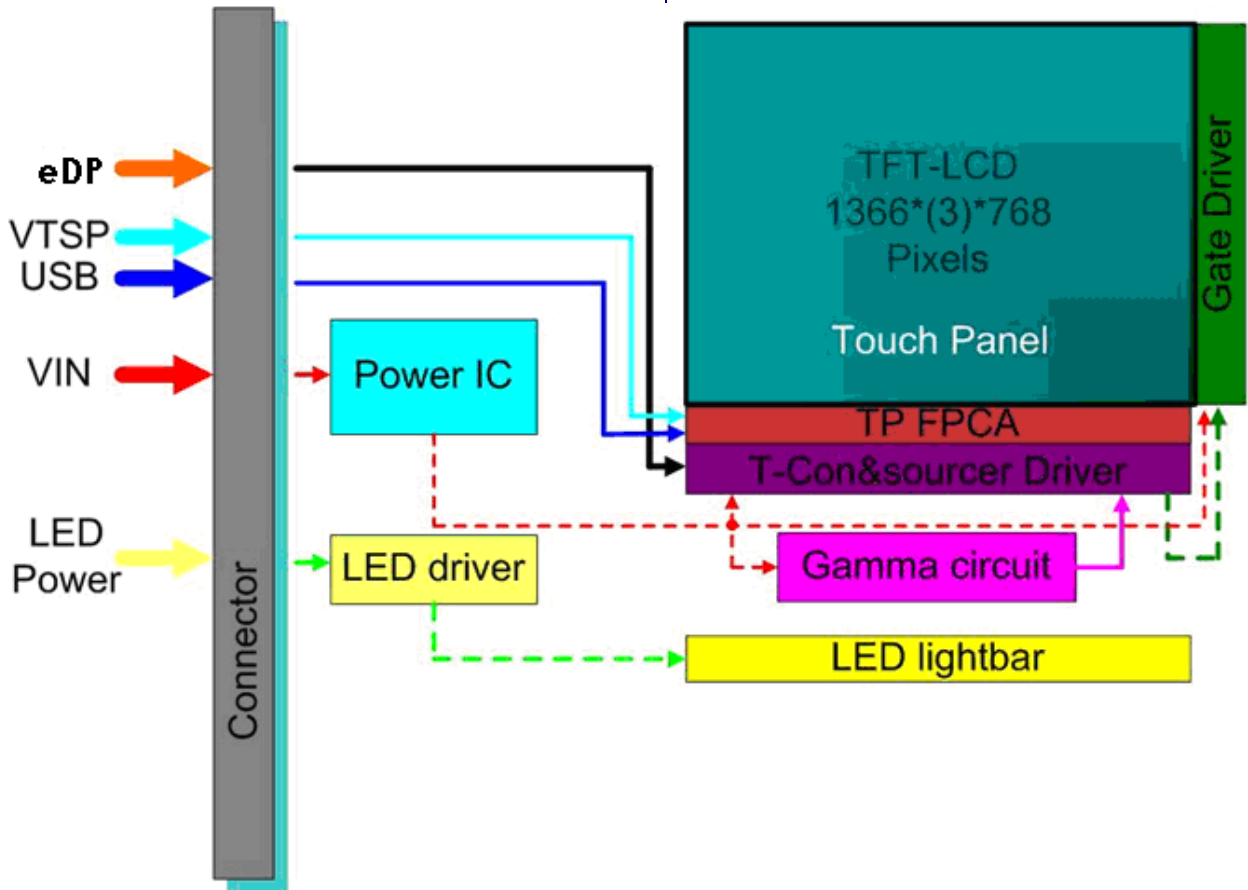 eDP
VTSP
USB
VIN
LED
Power
Connector
Power IC
LED driver
TFT-LCD
1366*(3)*768
Pixels
Touch Panel
Gate Driver
TP FPCA
T-Con&sourcer Driver
Gamma circuit
LED lightbar